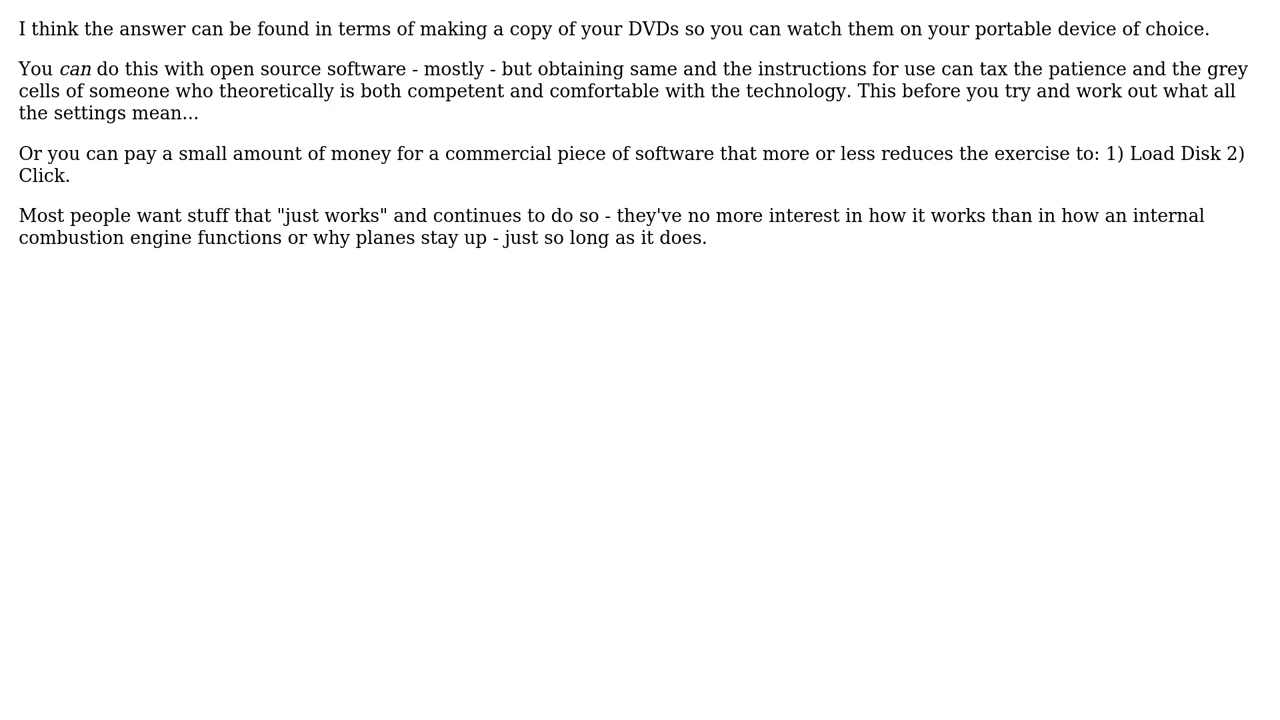 I think the answer can be found in terms of making a copy of your DVDs so you can watch them on your portable device of choice.
You can do this with open source software - mostly - but obtaining same and the instructions for use can tax the patience and the grey
cells of someone who theoretically is both competent and comfortable with the technology. This before you try and work out what all
the settings mean...
Or you can pay a small amount of money for a commercial piece of software that more or less reduces the exercise to: 1) Load Disk 2)
Click.
Most people want stuff that "just works" and continues to do so - they've no more interest in how it works than in how an internal
combustion engine functions or why planes stay up - just so long as it does.